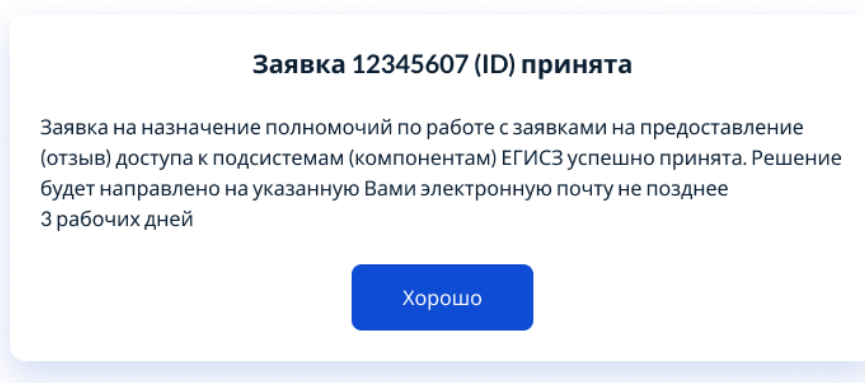 Заявка 12345607 (ID) принята
Заявка на назначение полномочий по работе с заявками на предоставление
(отзыв) доступа к подсистемам (компонентам) ЕГИСЗ успешно принята. Решение
будет направлено на указанную Вами электронную почту не позднее
3 рабочих дней
Хорошо